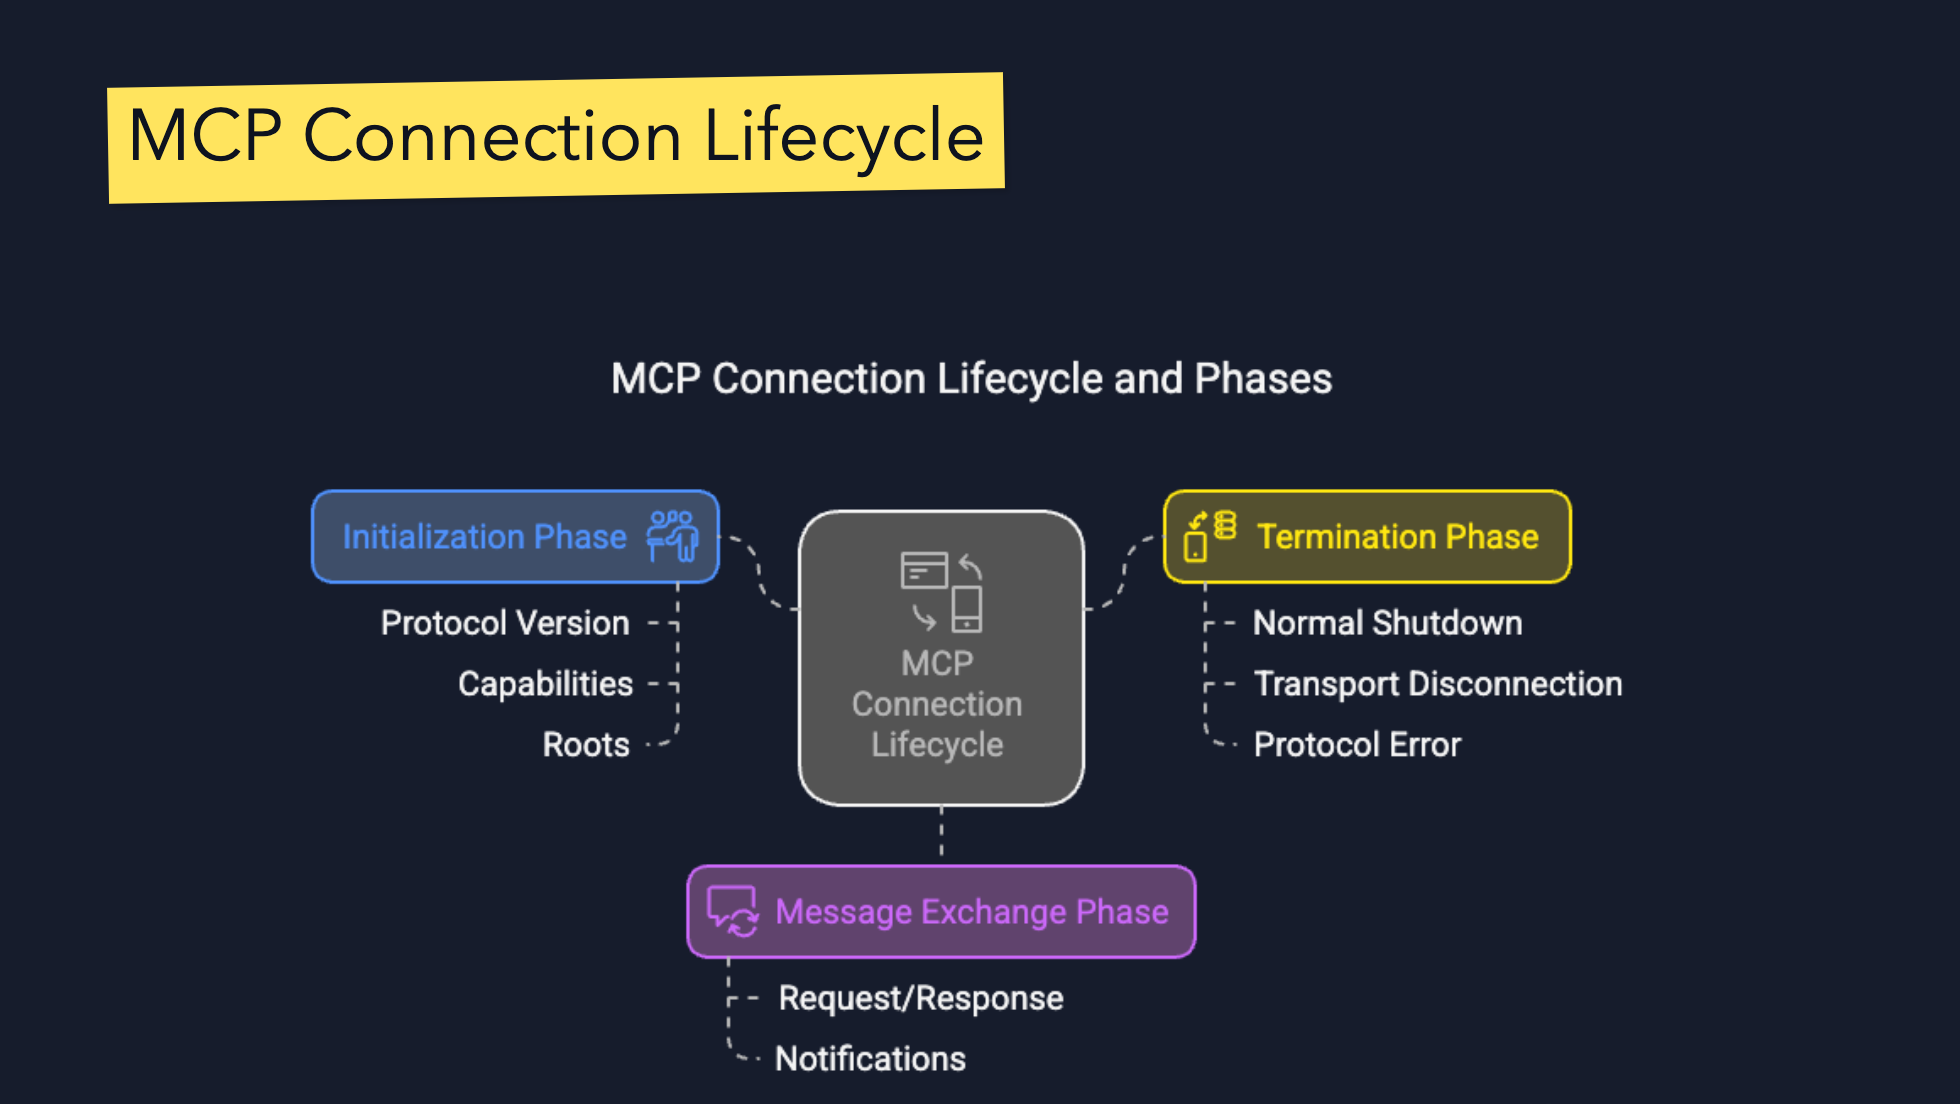 MCP Connection Lifecycle
MCP Connection Lifecycle and Phases
Initialization Phase
Protocol Version
Capabilities
Roots
MCP
Connection
Lifecycle
Termination Phase
Normal Shutdown
Transport Disconnection
Protocol Error
Message Exchange Phase
Request/Response
Notifications